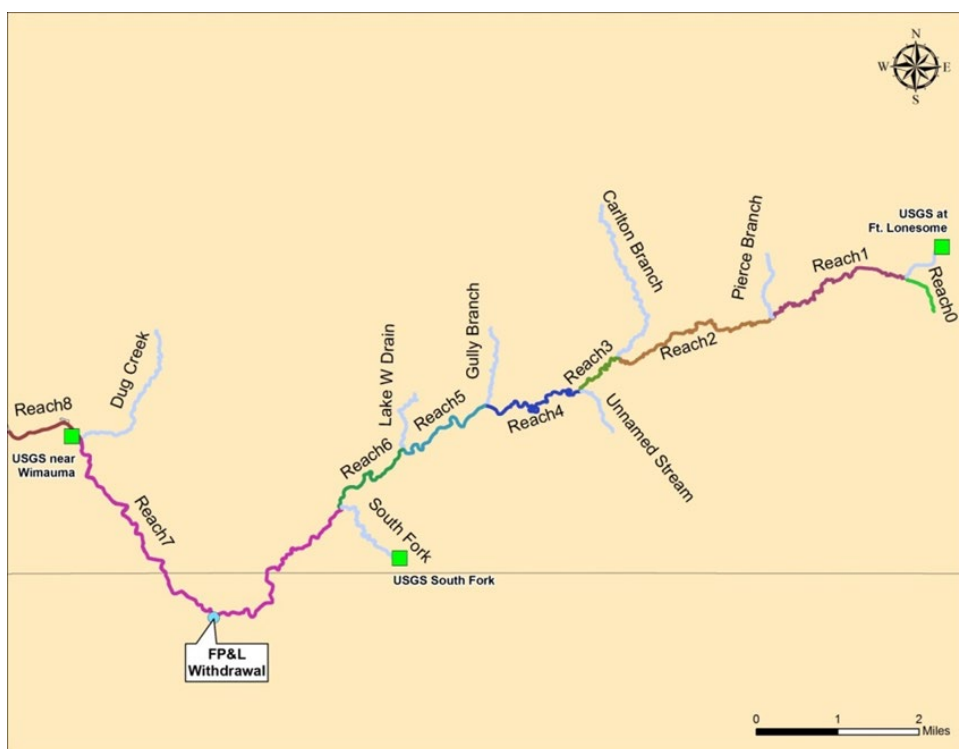 N
W
E
S
Carlton Branch
Pierce Branch
USGS at
Ft. Lonesome
Reach1
Reach0
Reach2
Reach3
Gully Branch
Lake W Drain
Dug Creek
Reach8
Reach5
Reach4
Unnamed Stream
Reach6
USGS near
Wimauma
Reach7
South Fork
USGS South Fork
FP&L
Withdrawal
0
1
2
Miles